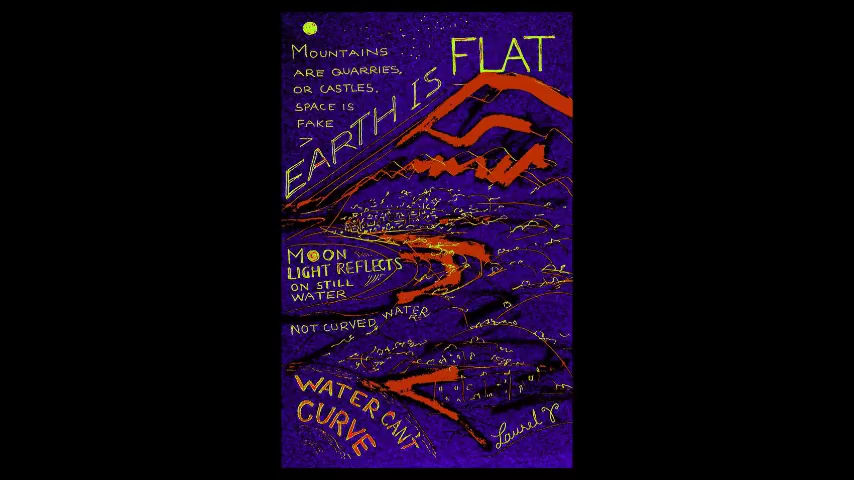 MOUNTAINS
ARE QUARRIES,
OR CASTLES.
SPACE IS
FAKE
>
EARTH IS FLAT
MOON
LIGHT REFLECTS
ON STILL
WATER
NOT CURVED WATER
WATER CAN'T
CURVE
Laurel